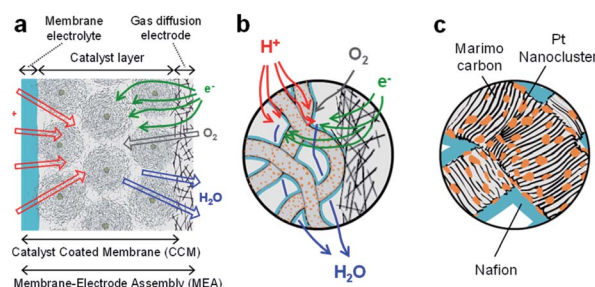 a
Membrane
electrolyte
Gas diffusion
electrode
Catalyst layer
+
e-
O2
H2O
Catalyst Coated Membrane (CCM)
Membrane-Electrode Assembly (MEA)
b
H+
O2
e-
H2O
c
Marimo
carbon
Pt
Nanocluster
Nafion